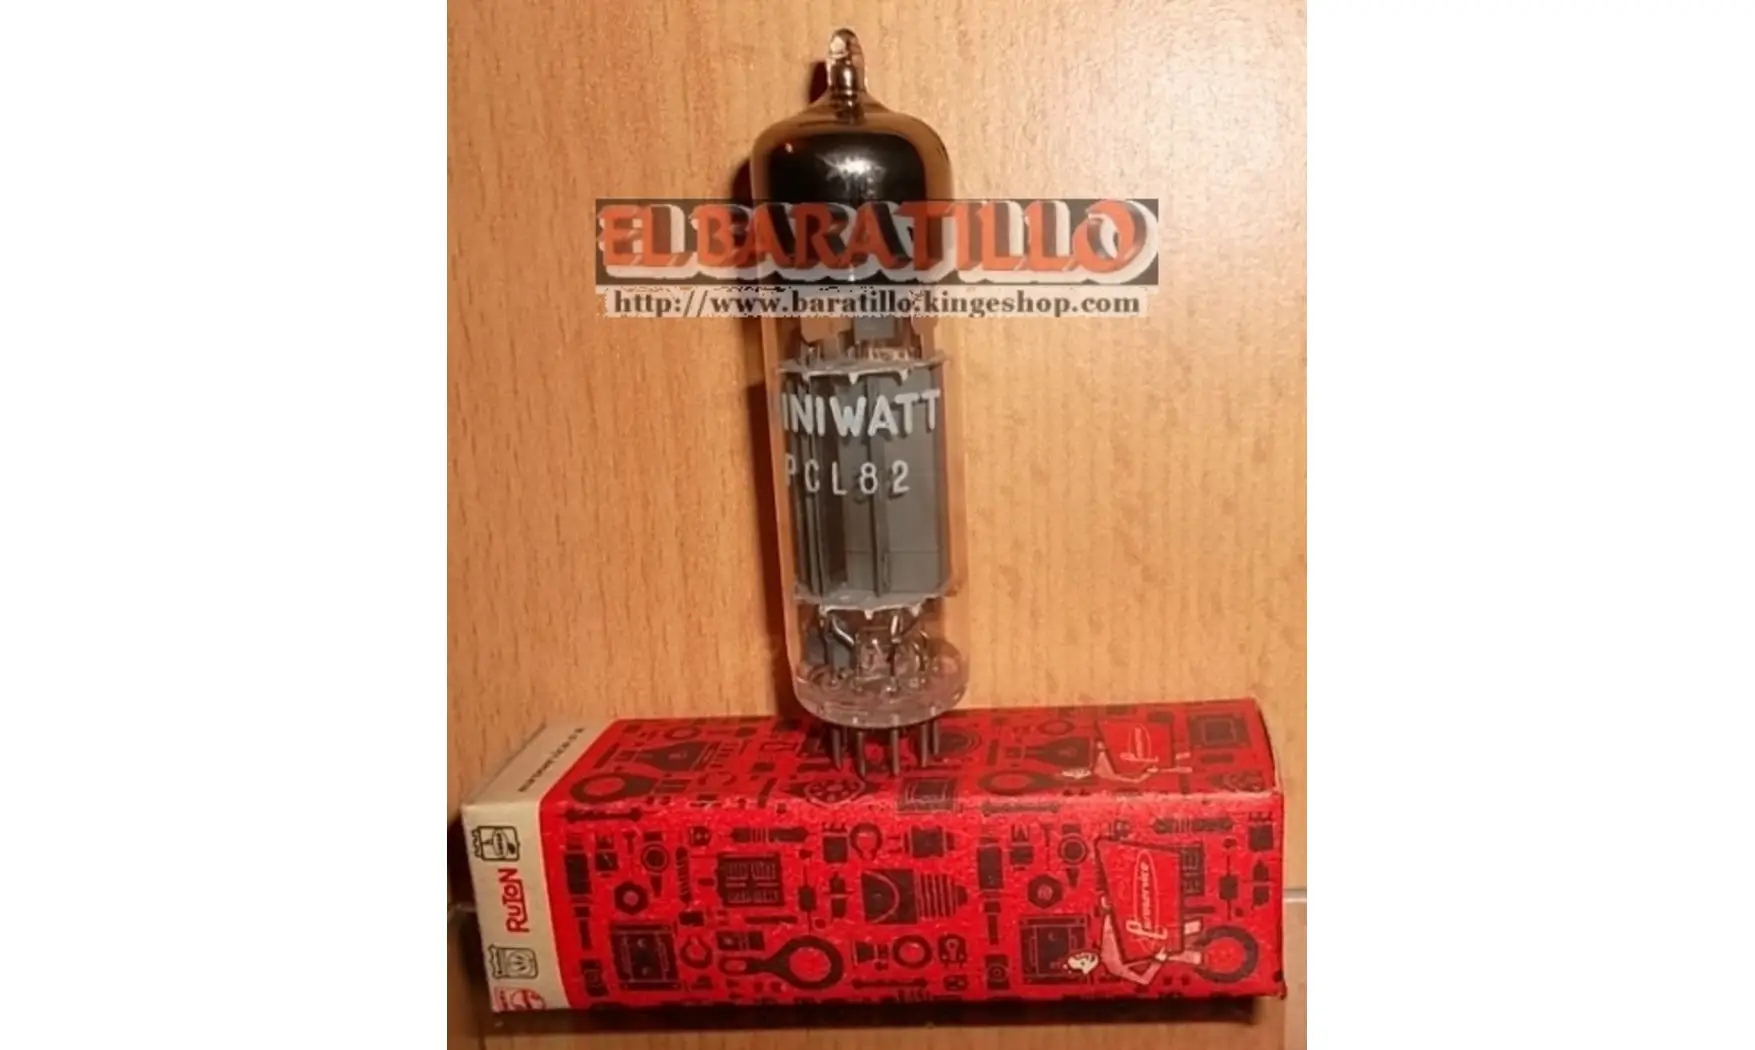 EL BARATILLO
http://www.baratillo.kingeshop.com
INIWATT
PCL82
RUTON